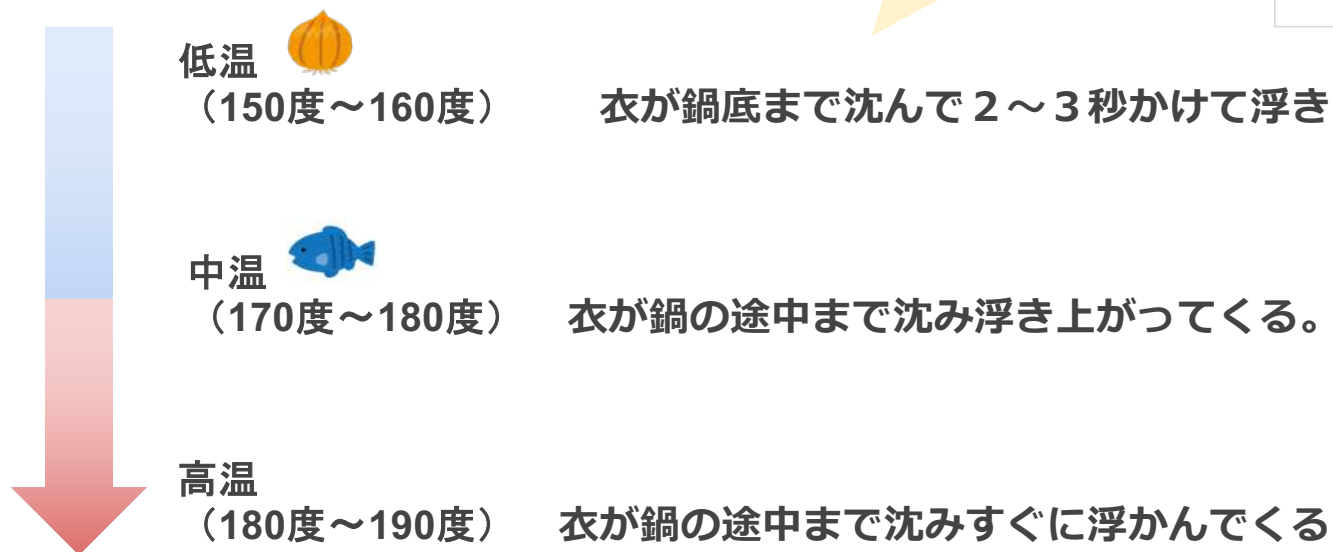 低温
（150度～160度） 衣が鍋底まで沈んで２～３秒かけて浮き
中温
（170度～180度） 衣が鍋の途中まで沈み浮き上がってくる。
高温
（180度～190度） 衣が鍋の途中まで沈みすぐに浮かんでくる